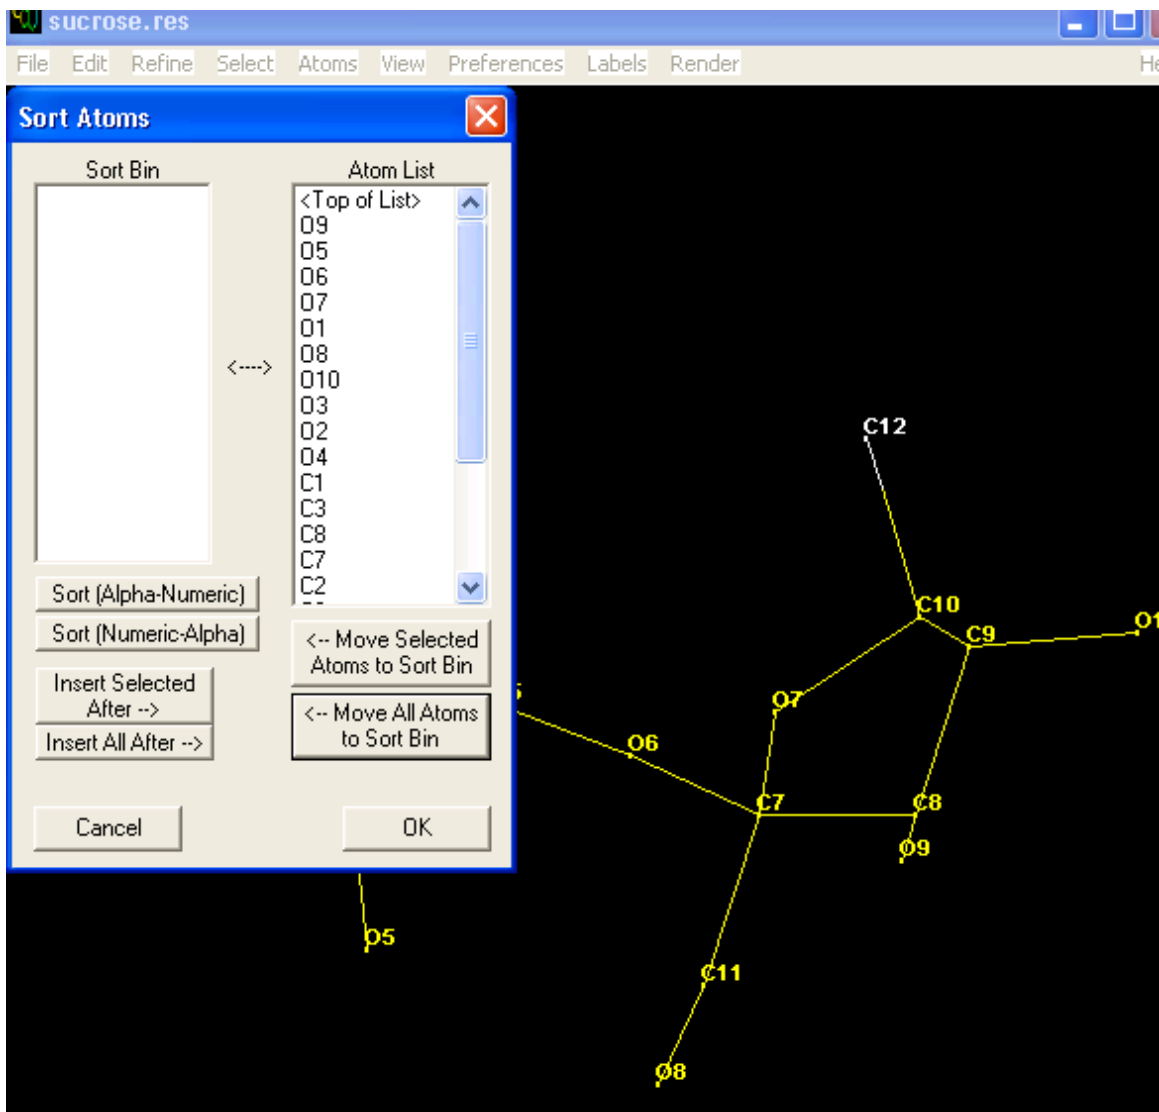 sucrose.res
File Edit Refine Select Atoms View Preferences Labels Render He
Sort Atoms
Sort Bin
Atom List
<Top of List>
O9
O5
O6
O7
O1
O8
O10
O3
O2
O4
C1
C3
C8
C7
C2
<---->
Sort (Alpha-Numeric)
Sort (Numeric-Alpha)
Insert Selected
After -->
Insert All After -->
<-- Move Selected
Atoms to Sort Bin
<-- Move All Atoms
to Sort Bin
Cancel
OK
C12
C10
C9
O1
O7
O6
C7
C8
O9
O5
C11
O8